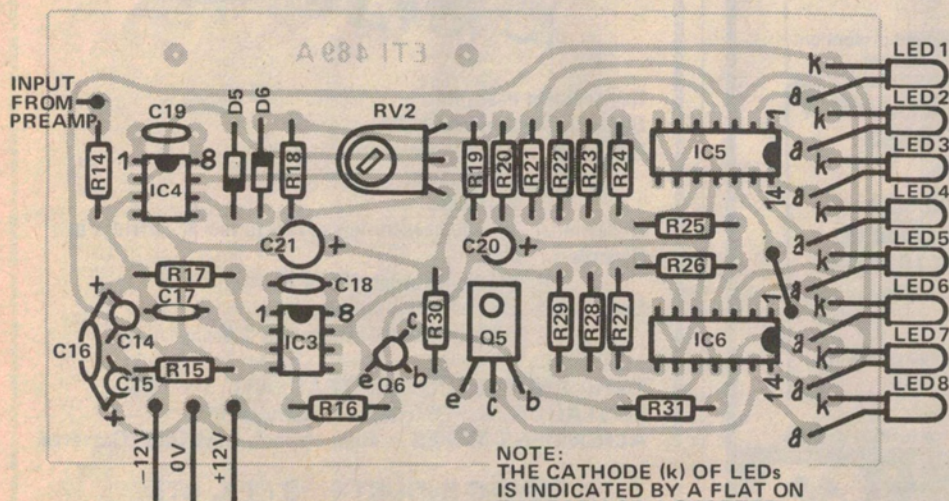 ETI 489A
INPUT
FROM
PREAMP
C19
D5
D6
RV2
R14
1
8
IC4
R18
R19
R20
R21
R22
R23
R24
IC5
1
14
R25
R26
C21
+
C20
+
R17
C18
C17
+
C14
C16
C15
+
R15
1
8
IC3
R16
c
e
b
Q6
R30
Q5
e
c
b
R29
R28
R27
IC6
1
14
R31
-12V
0V
+12V
k
a
LED 1
k
a
LED2
k
a
LED3
k
a
LED4
k
a
LED5
k
a
LED6
k
a
LED7
k
a
LED8
NOTE:
THE CATHODE (k) OF LEDs
IS INDICATED BY A FLAT ON